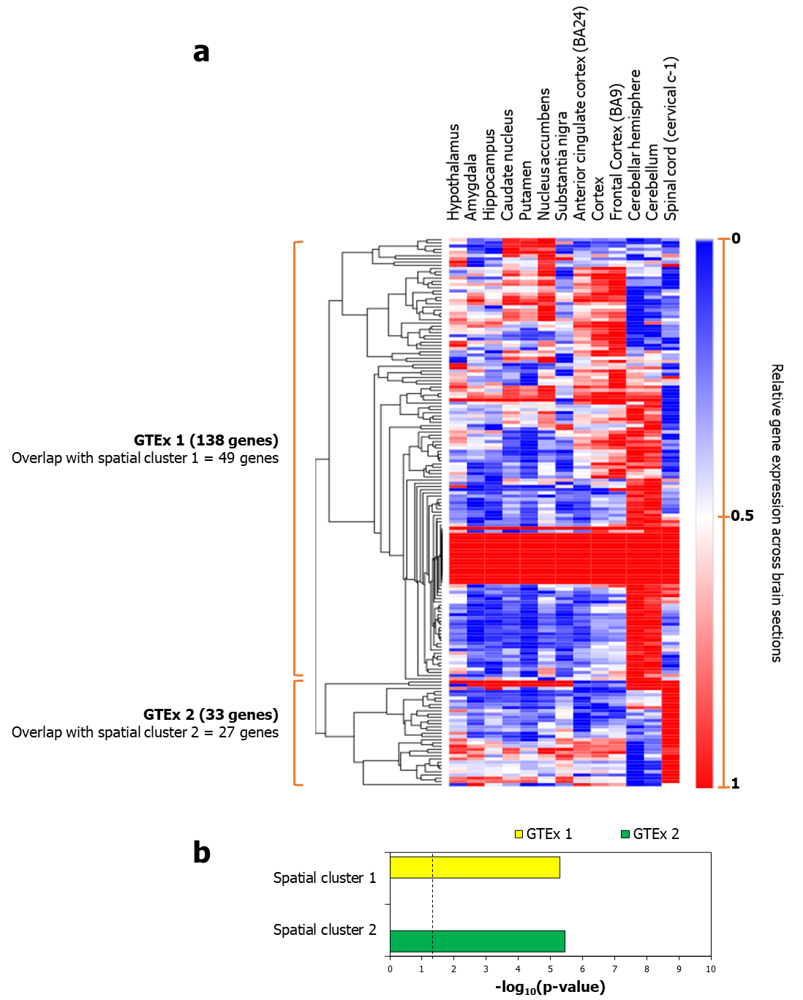 a
Hypothalamus
Amygdala
Hippocampus
Caudate nucleus
Putamen
Nucleus accumbens
Substantia nigra
Anterior cingulate cortex (BA24)
Cortex
Frontal Cortex (BA9)
Cerebellar hemisphere
Cerebellum
Spinal cord (cervical c-1)
0
0.5
1
Relative gene expression across brain sections
GTEx 1 (138 genes)
Overlap with spatial cluster 1 = 49 genes
GTEx 2 (33 genes)
Overlap with spatial cluster 2 = 27 genes
b
GTEx 1 GTEx 2
Spatial cluster 1
Spatial cluster 2
0 1 2 3 4 5 6 7 8 9 10
-log₁₀(p-value)